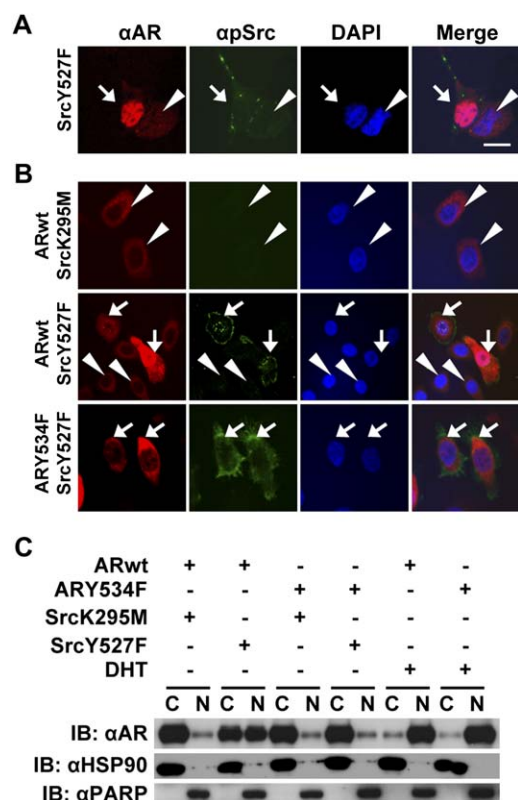 A
αAR αpSrc DAPI Merge
SrcY527F
B
ARwt
SrcK295M
ARwt
SrcY527F
ARY534F
SrcY527F
C
ARwt + + - - + -
ARY534F - - + + - +
SrcK295M + - + - - -
SrcY527F - + - + - -
DHT - - - - + +
C N C N C N C N C N C N
IB: αAR
IB: αHSP90
IB: αPARP